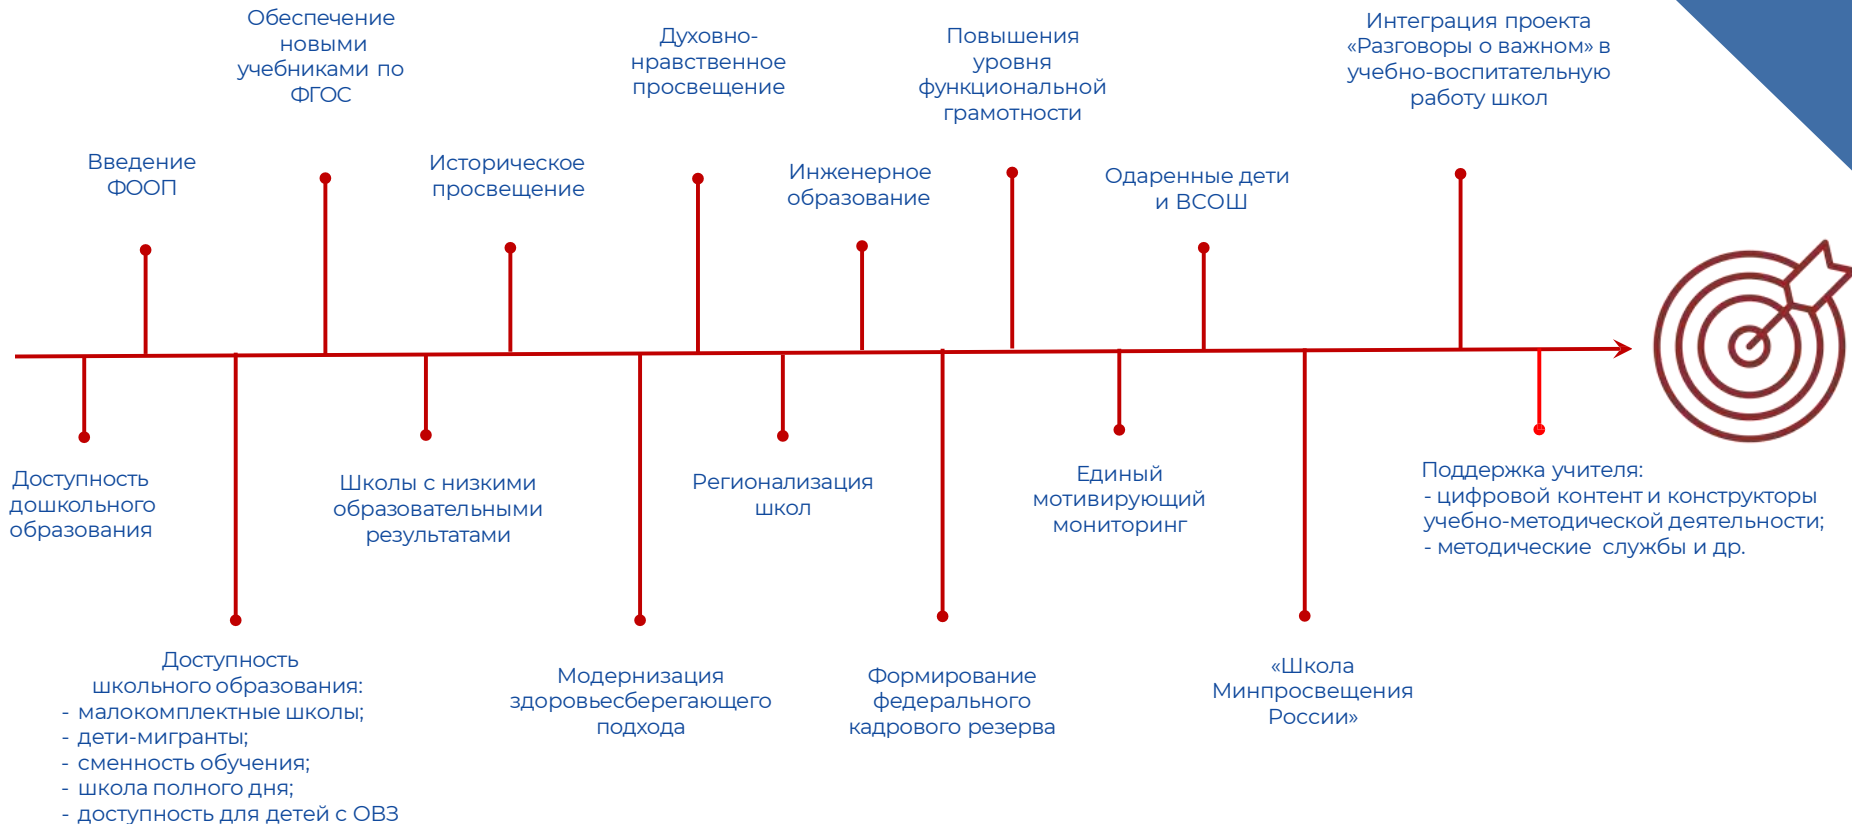 Обеспечение
новыми
учебниками по
ФГОС
Духовно-
нравственное
просвещение
Повышения
уровня
функциональной
грамотности
Интеграция проекта
«Разговоры о важном» в
учебно-воспитательную
работу школ
Введение
ФООП
Историческое
просвещение
Инженерное
образование
Одаренные дети
и ВСОШ
Доступность
дошкольного
образования
Школы с низкими
образовательными
результатами
Регионализация
школ
Единый
мотивирующий
мониторинг
Поддержка учителя:
- цифровой контент и конструкторы
учебно-методической деятельности;
- методические службы и др.
Доступность
школьного образования:
- малокомплектные школы;
- дети-мигранты;
- сменность обучения;
- школа полного дня;
- доступность для детей с ОВЗ
Модернизация
здоровьесберегающего
подхода
Формирование
федерального
кадрового резерва
«Школа
Минпросвещения
России»